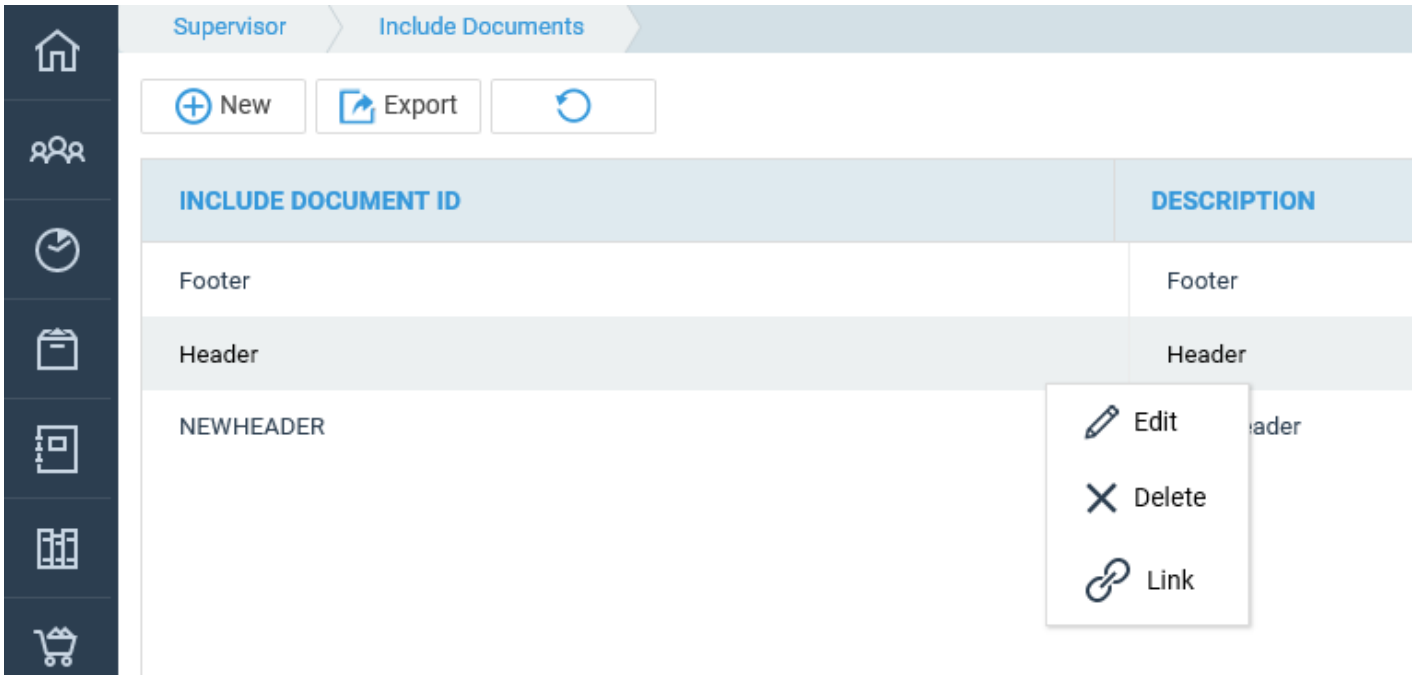 Supervisor Include Documents
New Export
INCLUDE DOCUMENT ID DESCRIPTION
Footer Footer
Header Header
NEWHEADER
Edit
Delete
Link